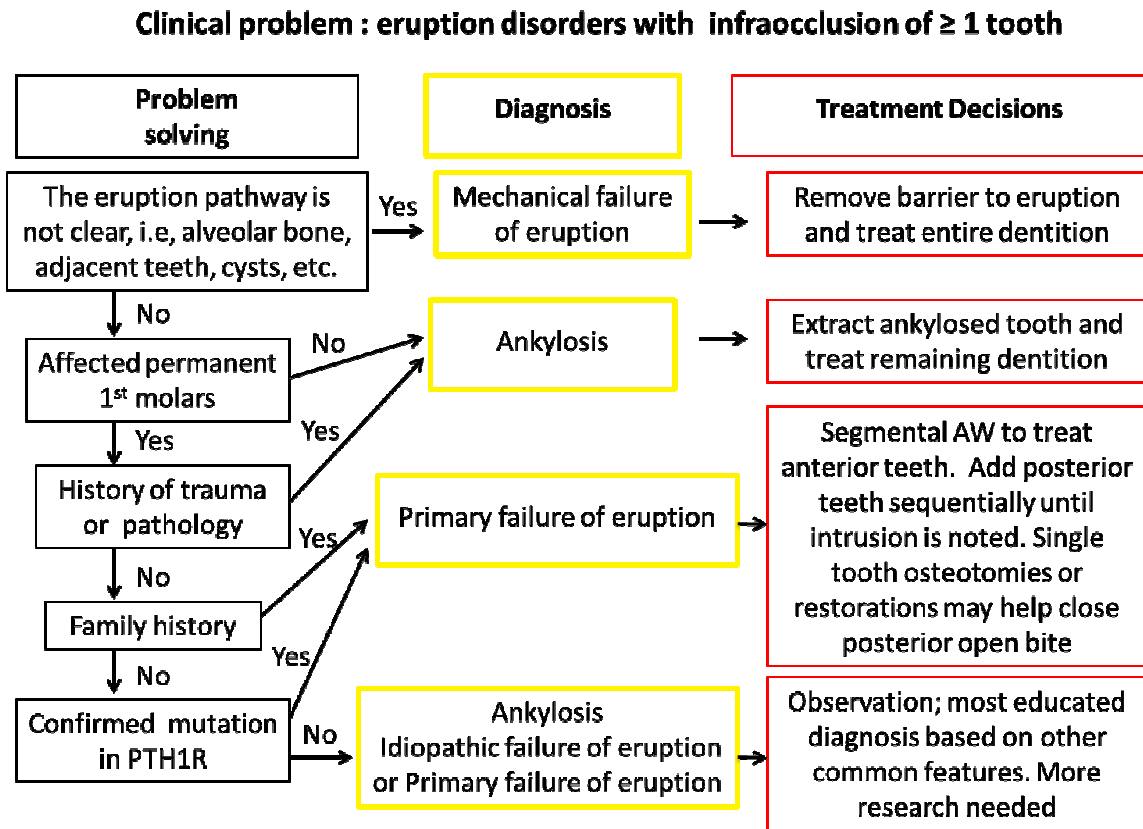 Clinical problem : eruption disorders with infraocclusion of ≥ 1 tooth
Problem
solving
Diagnosis
Treatment Decisions
The eruption pathway is
not clear, i.e, alveolar bone,
adjacent teeth, cysts, etc.
Yes
Mechanical failure
of eruption
Remove barrier to eruption
and treat entire dentition
No
Affected permanent
1st molars
No
Ankylosis
Extract ankylosed tooth and
treat remaining dentition
Yes
Yes
History of trauma
or pathology
Yes
Primary failure of eruption
Segmental AW to treat
anterior teeth. Add posterior
teeth sequentially until
intrusion is noted. Single
tooth osteotomies or
restorations may help close
posterior open bite
No
Family history
Yes
No
Confirmed mutation
in PTH1R
No
Ankylosis
Idiopathic failure of eruption
or Primary failure of eruption
Observation; most educated
diagnosis based on other
common features. More
research needed